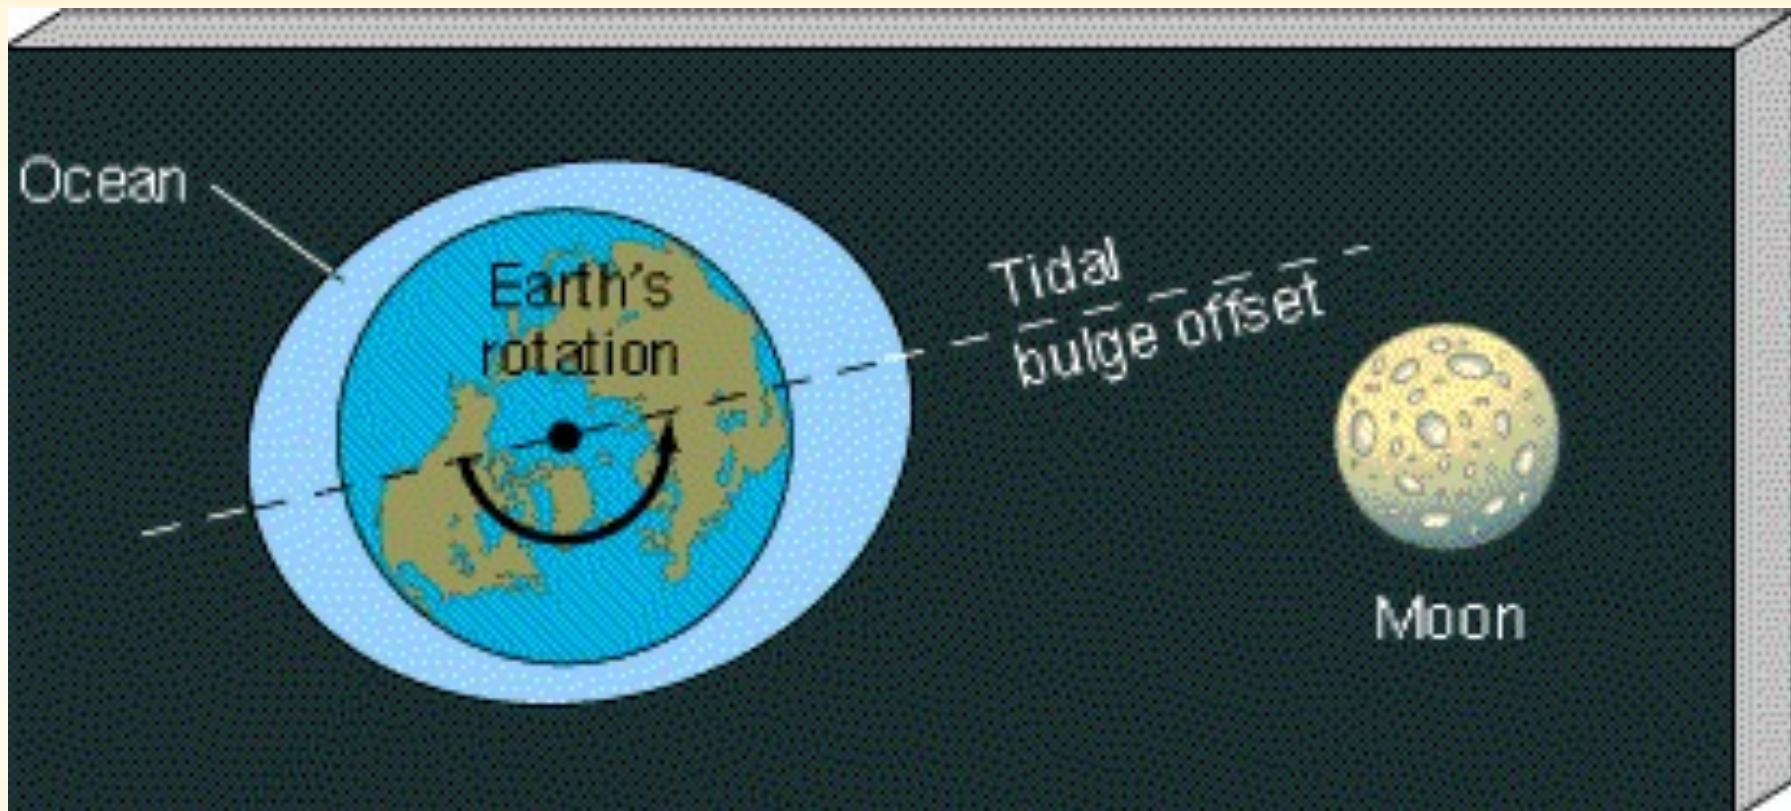 Ocean
Earth's
rotation
Tidal
bulge offset
Moon